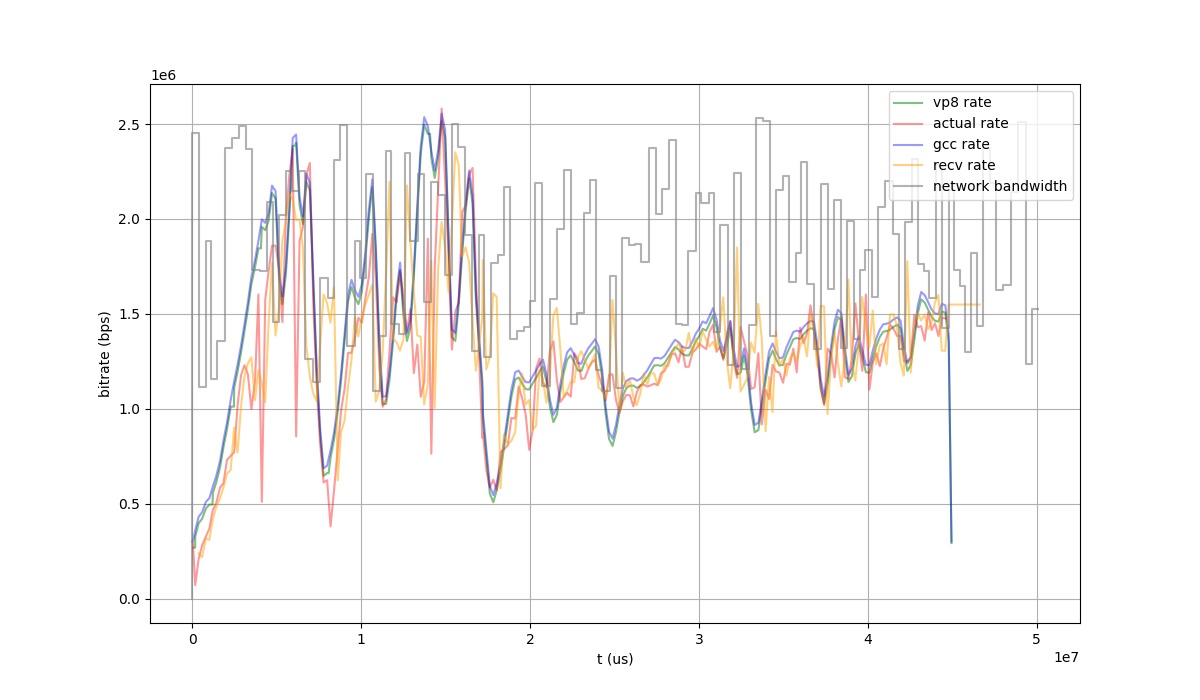 1e6
2.5
2.0
1.5
1.0
0.5
0.0
bitrate (bps)
vp8 rate
actual rate
gcc rate
recv rate
network bandwidth
0 1 2 3 4 5
t (us)
1e7